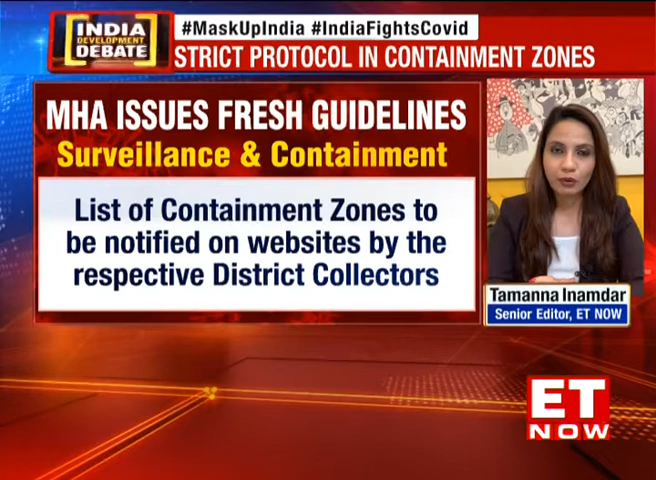 INDIA
DEVELOPMENT
DEBATE
#MaskUpIndia #IndiaFightsCovid
STRICT PROTOCOL IN CONTAINMENT ZONES
MHA ISSUES FRESH GUIDELINES
Surveillance & Containment
List of Containment Zones to
be notified on websites by the
respective District Collectors
Tamanna Inamdar
Senior Editor, ET NOW
ET
NOW